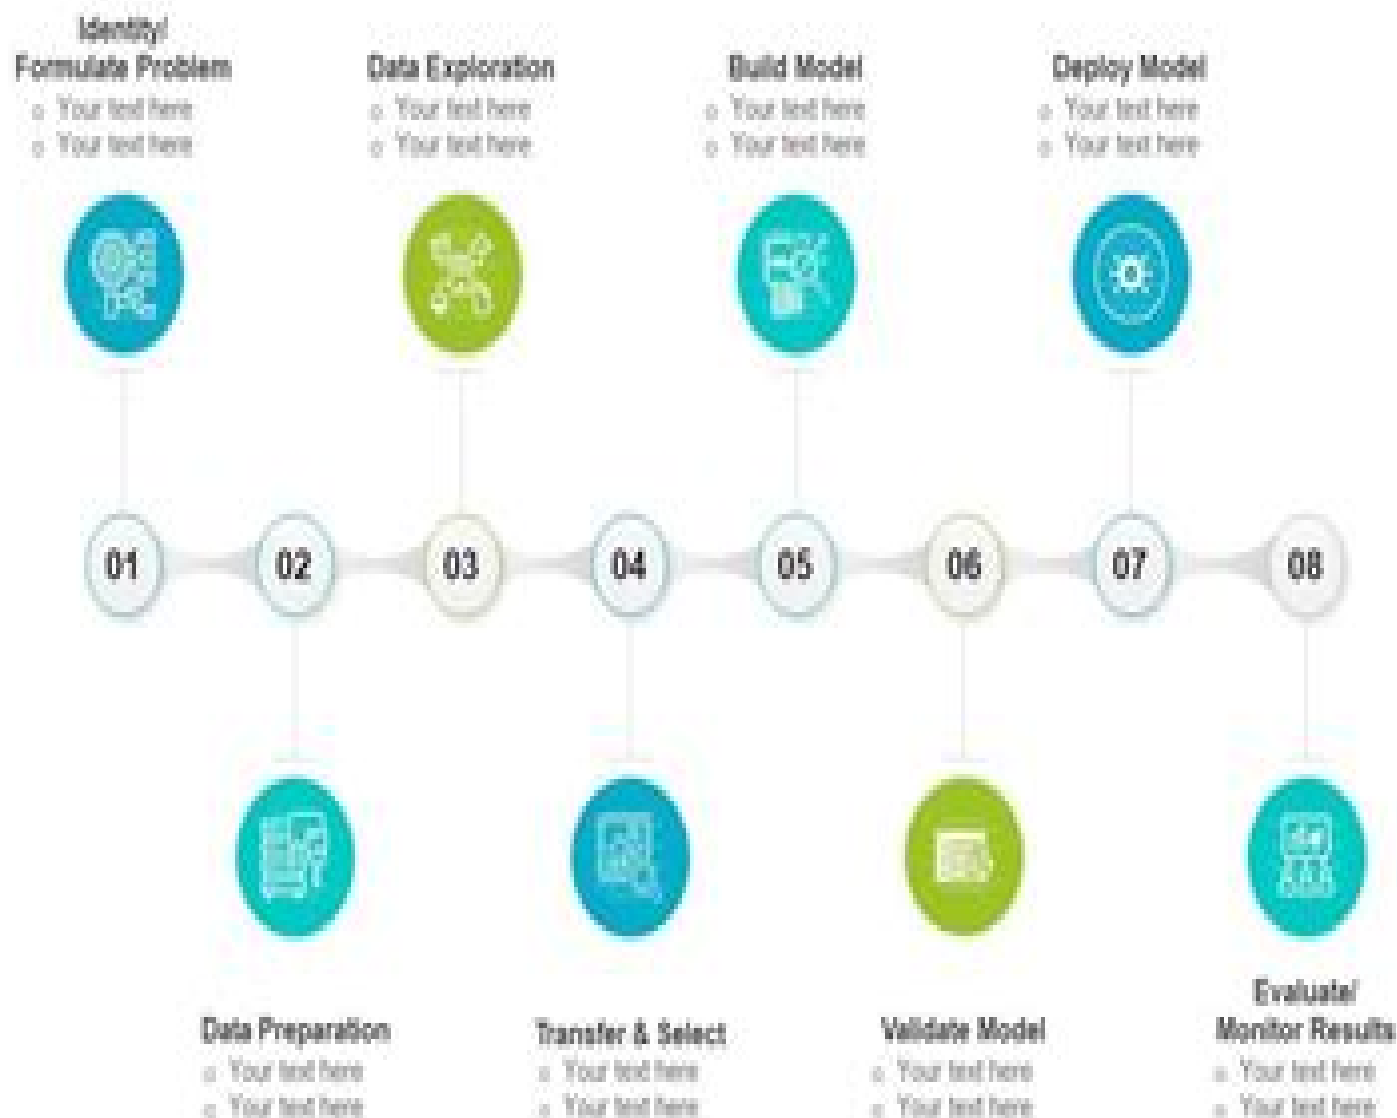 Identity/
Formulate Problem
o Your text here
o Your text here
Data Exploration
o Your text here
o Your text here
Build Model
o Your text here
o Your text here
Deploy Model
o Your text here
o Your text here
01 02 03 04 05 06 07 08
Data Preparation
o Your text here
o Your text here
Transfer & Select
o Your text here
o Your text here
Validate Model
o Your text here
o Your text here
Evaluate/
Monitor Results
o Your text here
o Your text here